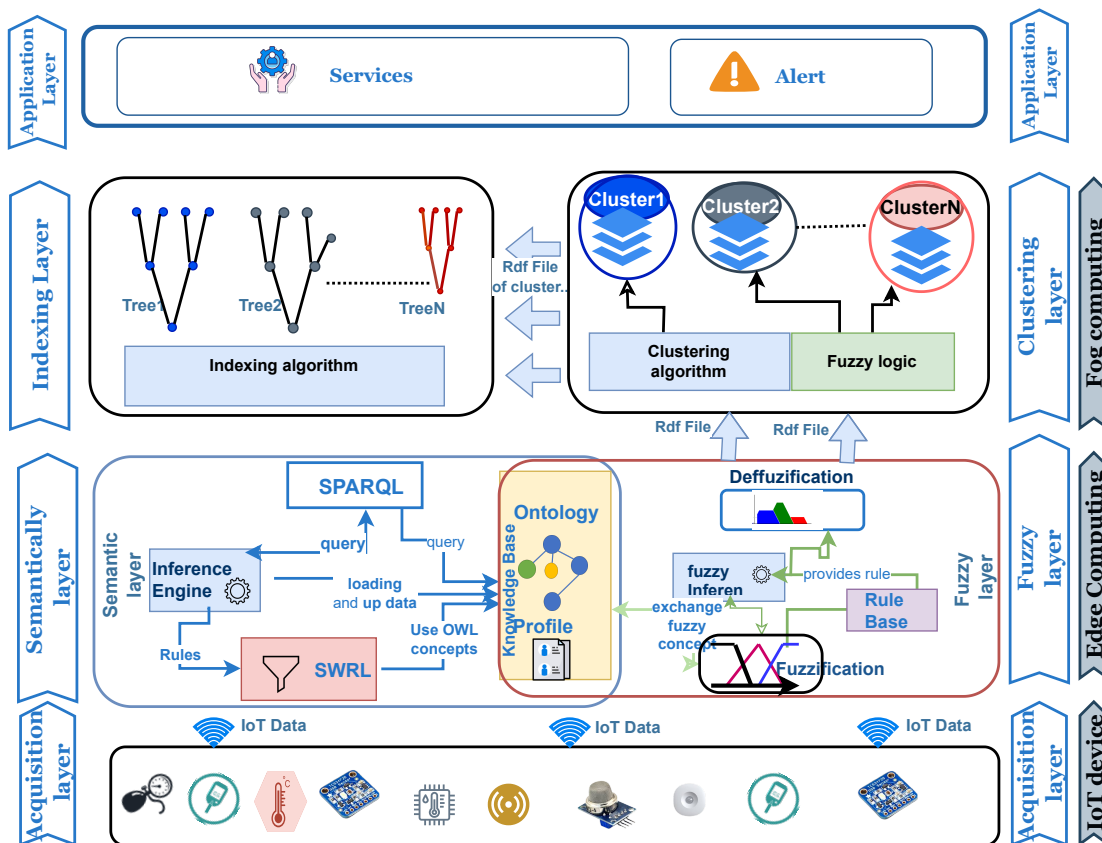 Application
Layer
Services
Alert
Application
Layer
Indexing Layer
Tree1
Tree2
TreeN
Indexing algorithm
Rdf File
of cluster..
Cluster1
Cluster2
ClusterN
Clustering
algorithm
Fuzzy logic
Clustering
layer
Fog computing
Rdf File
Rdf File
Semantically
layer
Semantic
layer
SPARQL
query
query
Inference
Engine
loading
and up data
Use OWL
concepts
Rules
SWRL
Knowledge Base
Ontology
Profile
Deffuzification
fuzzy
Inferen
provides rule
Rule
Base
exchange
fuzzy
concept
Fuzzification
Fuzzy
layer
Fuzzy
layer
Edge Computing
IoT Data
IoT Data
IoT Data
Acquisition
layer
°C
Acquisition
layer
IoT device